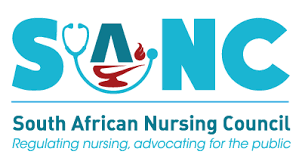 SANC
South African Nursing Council
Regulating nursing, advocating for the public